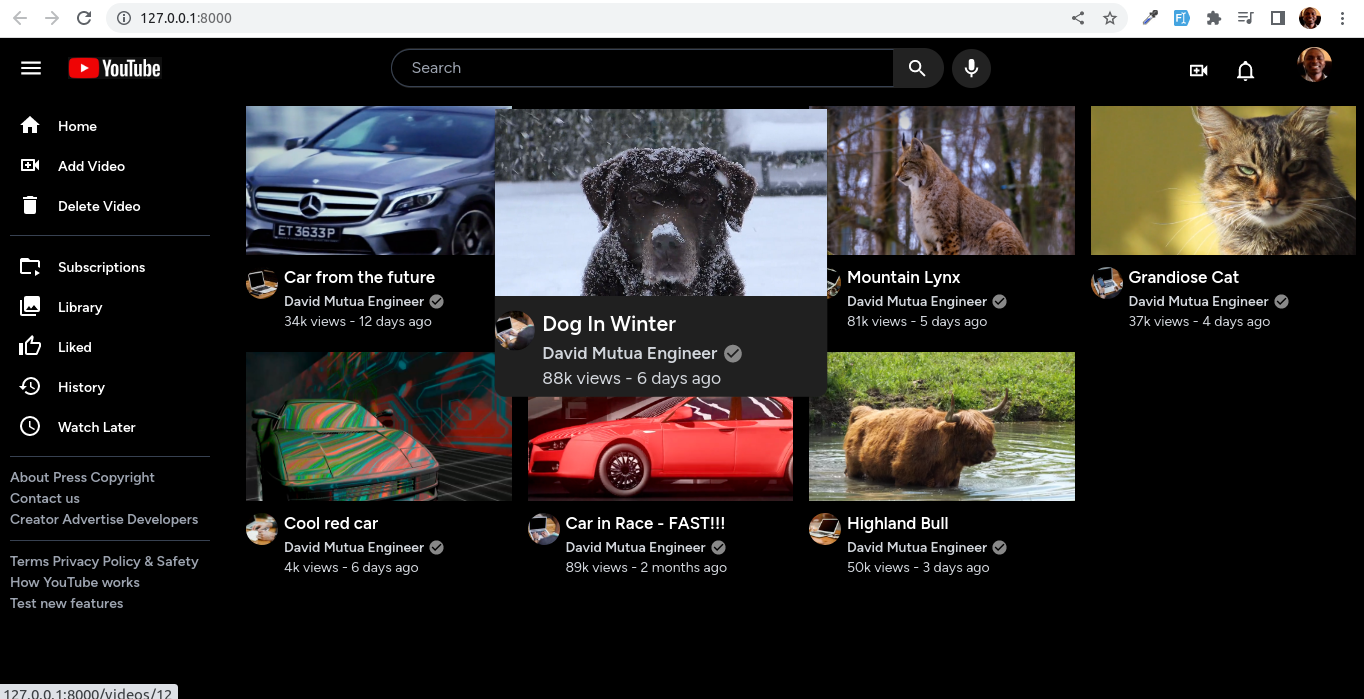 127.0.0.1:8000
YouTube
Search
Home
Add Video
Delete Video
Subscriptions
Library
Liked
History
Watch Later
About Press Copyright
Contact us
Creator Advertise Developers
Terms Privacy Policy & Safety
How YouTube works
Test new features
ET 3633P
Car from the future
David Mutua Engineer
34k views - 12 days ago
Dog In Winter
David Mutua Engineer
88k views - 6 days ago
Mountain Lynx
David Mutua Engineer
81k views - 5 days ago
Grandiose Cat
David Mutua Engineer
37k views - 4 days ago
Cool red car
David Mutua Engineer
4k views - 6 days ago
Car in Race - FAST!!!
David Mutua Engineer
89k views - 2 months ago
Highland Bull
David Mutua Engineer
50k views - 3 days ago
127.0.0.1:8000/videos/12